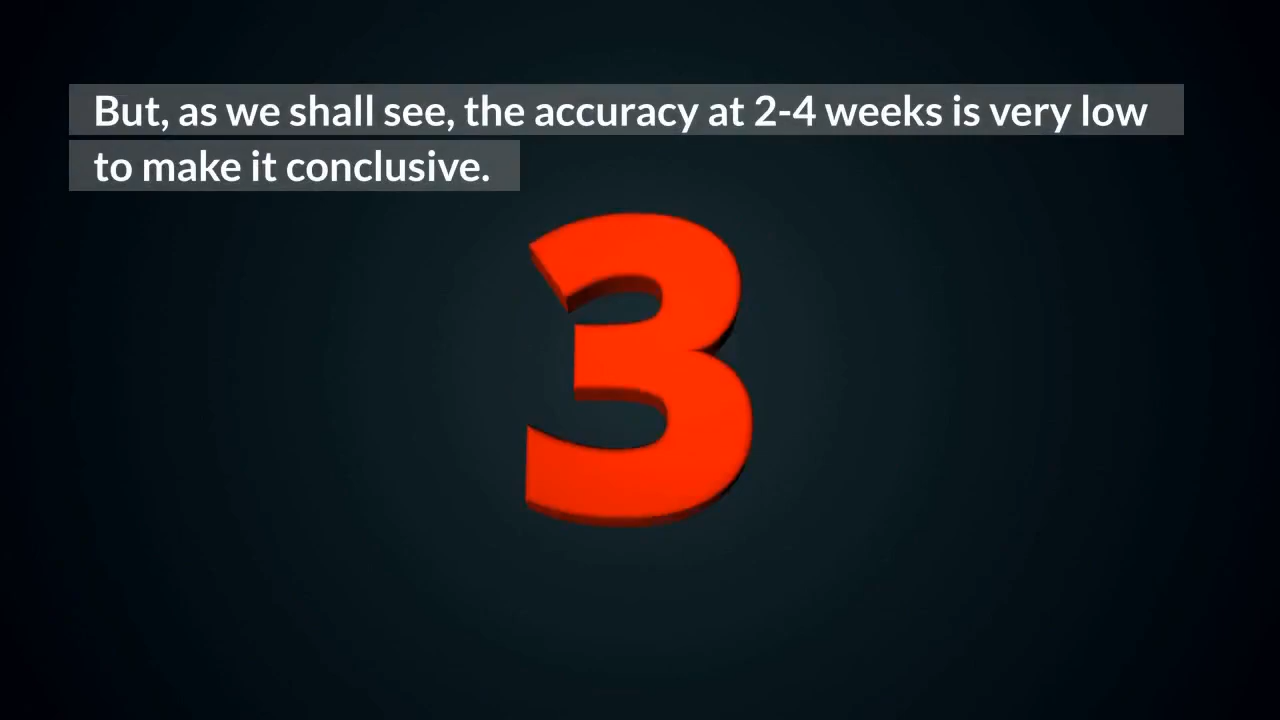 But, as we shall see, the accuracy at 2-4 weeks is very low
to make it conclusive.
3